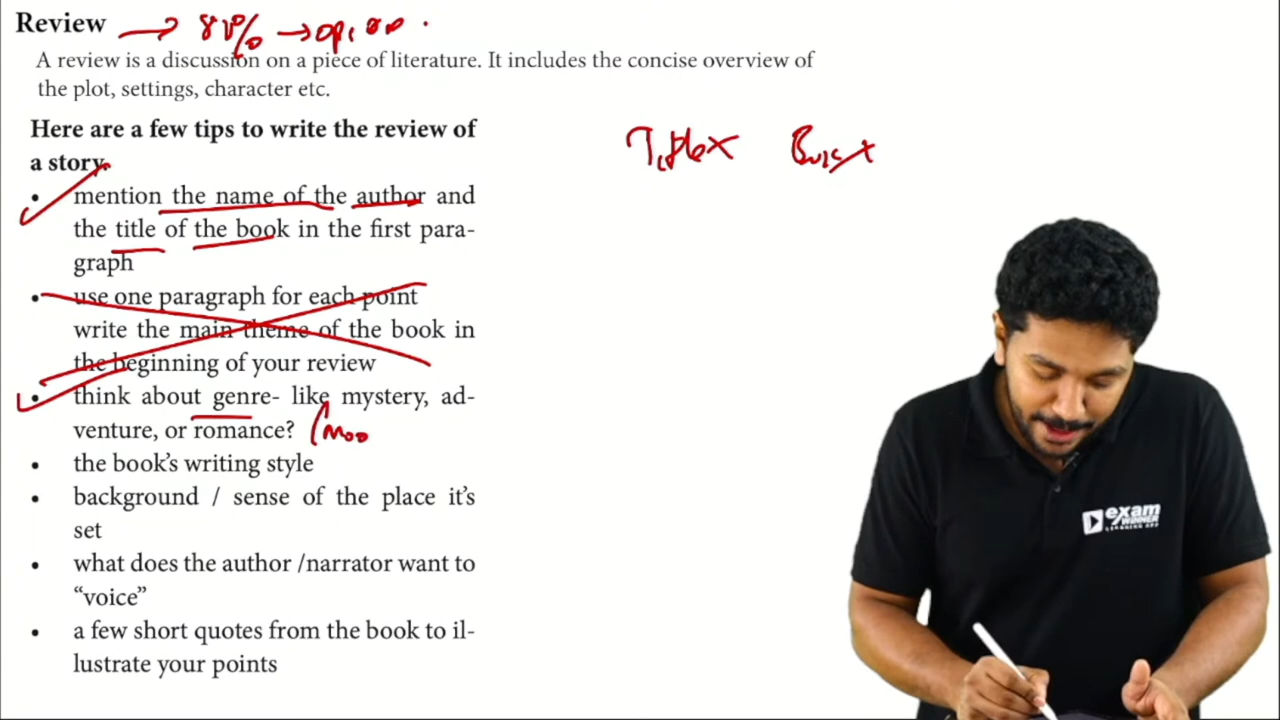 Review → 80% →
A review is a discussion on a piece of literature. It includes the concise overview of
the plot, settings, character etc.
Here are a few tips to write the review of
a story.
• mention the name of the author and
the title of the book in the first para-
graph
• use one paragraph for each point
write the main theme of the book in
the beginning of your review
• think about genre- like mystery, ad-
venture, or romance?
• the book's writing style
• background / sense of the place it's
set
• what does the author /narrator want to
“voice”
• a few short quotes from the book to il-
lustrate your points
exam
WINNER
LEARNING APP